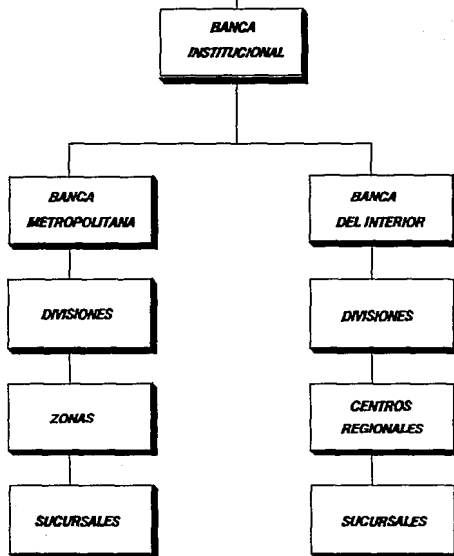 BANCA
INSTITUCIONAL
BANCA
METROPOLITANA
BANCA
DEL INTERIOR
DIVISIONES
DIVISIONES
ZONAS
CENTROS
REGIONALES
SUCURSALES
SUCURSALES